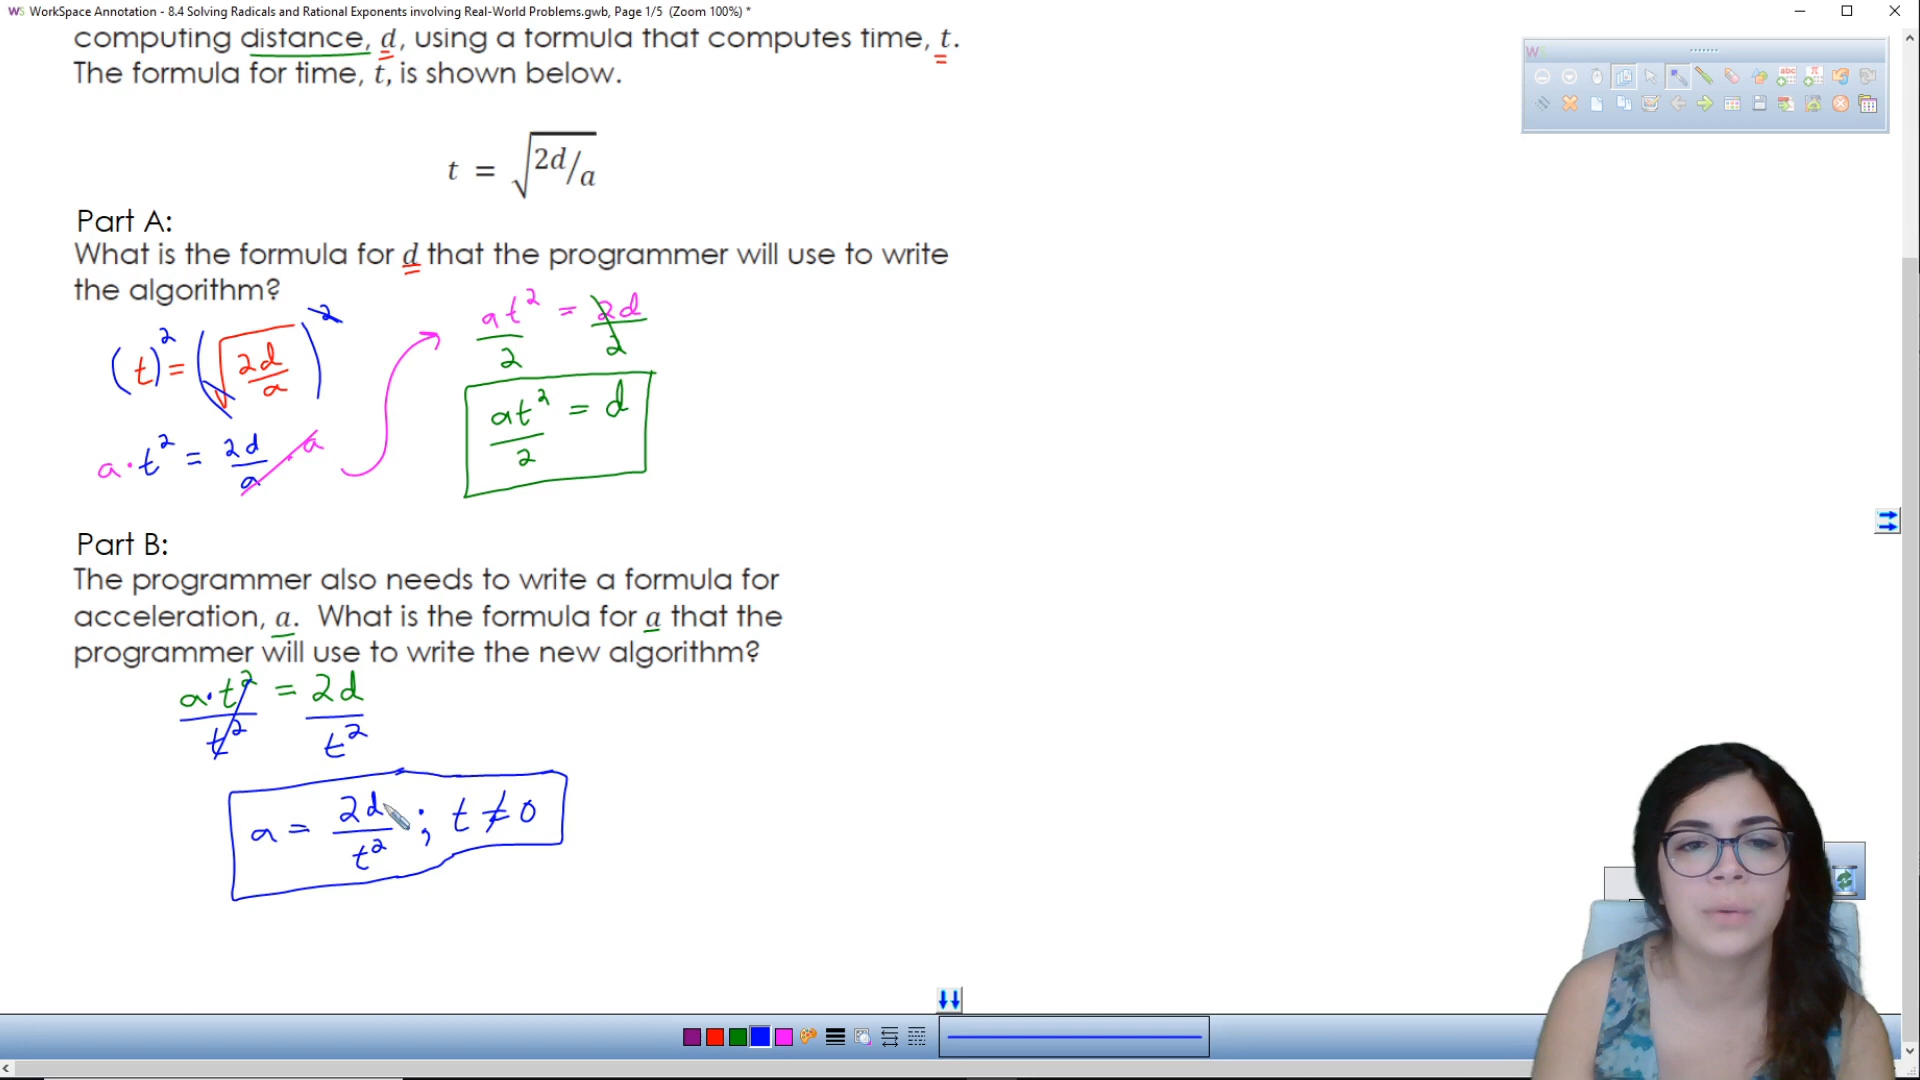 WS WorkSpace Annotation - 8.4 Solving Radicals and Rational Exponents involving Real-World Problems.gwb, Page 1/5 (Zoom 100%) *
computing distance, d, using a formula that computes time, t.
The formula for time, t, is shown below.
t = √2d/a
Part A:
What is the formula for d that the programmer will use to write
the algorithm?
(t)² = (√2d/a)²
a·t² = 2d/a · a
at²/2 = 2d/2
at²/2 = d
Part B:
The programmer also needs to write a formula for
acceleration, a. What is the formula for a that the
programmer will use to write the new algorithm?
a·t²/t² = 2d/t²
a = 2d/t² ; t ≠ 0